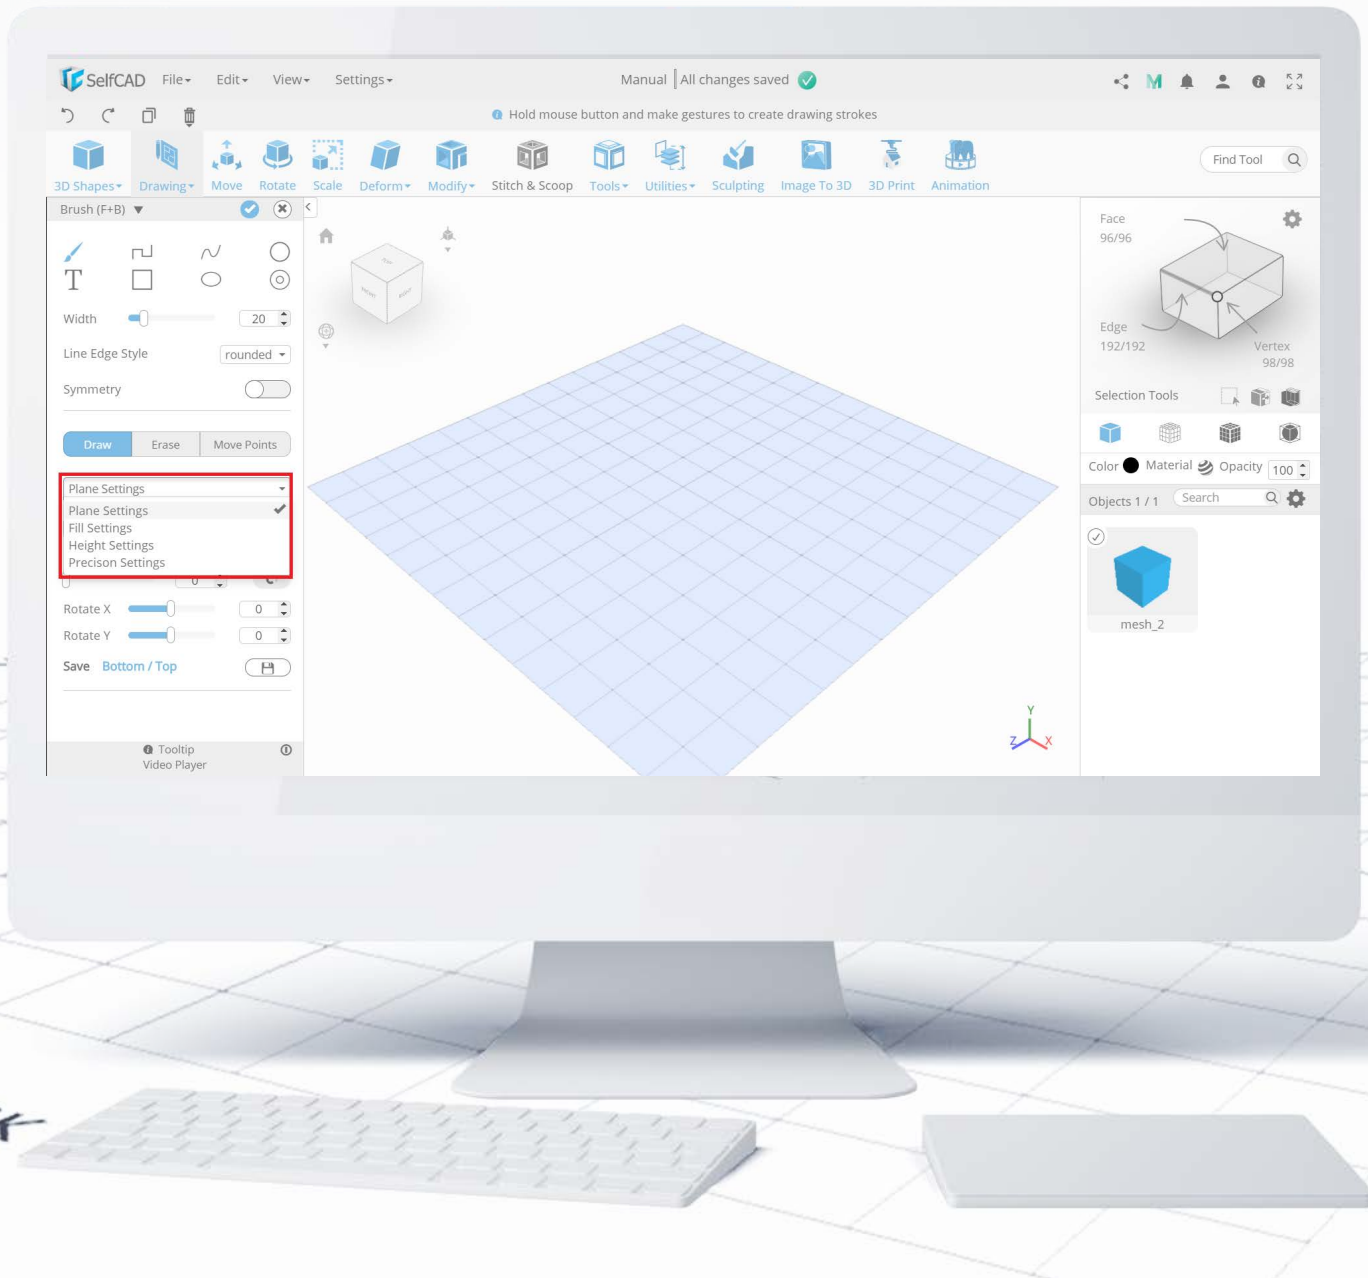 SelfCAD File Edit View Settings Manual All changes saved
Hold mouse button and make gestures to create drawing strokes
3D Shapes Drawing Move Rotate Scale Deform Modify Stitch & Scoop Tools Utilities Sculpting Image To 3D 3D Print Animation Find Tool
Brush (F+B)
T
Width 20
Line Edge Style rounded
Symmetry
Draw Erase Move Points
Plane Settings
Plane Settings
Fill Settings
Height Settings
Precison Settings
0
Rotate X 0
Rotate Y 0
Save Bottom / Top
Tooltip
Video Player
Y
Z X
Face
96/96
Edge
192/192
Vertex
98/98
Selection Tools
Color Material Opacity 100
Objects 1 / 1 Search
mesh_2